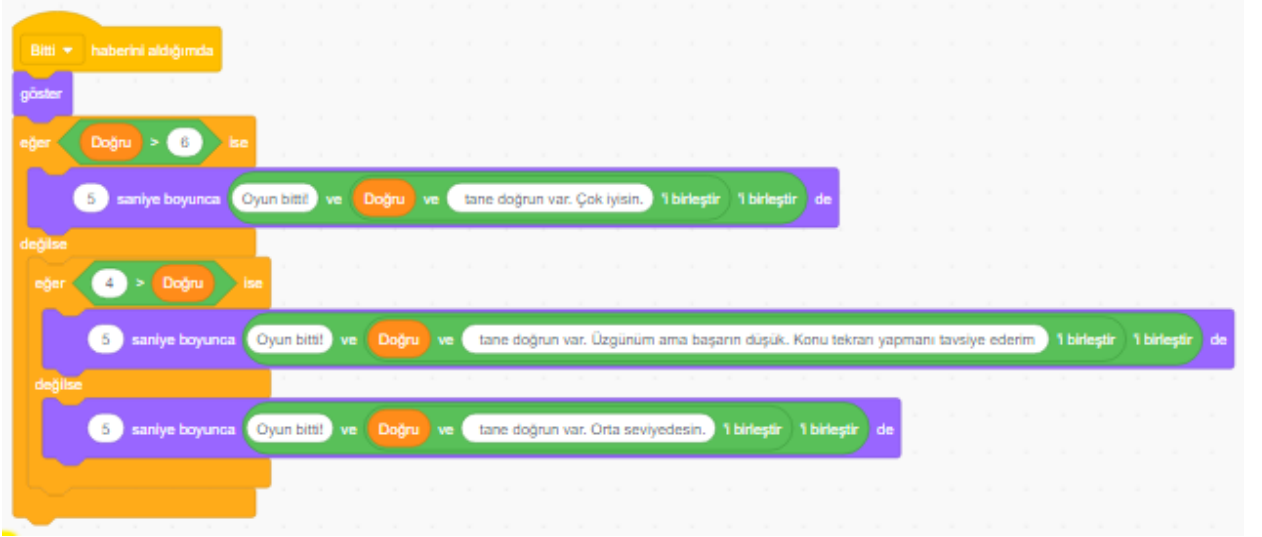 Bitti haberini aldığımda
göster
eğer Doğru > 6 ise
5 saniye boyunca Oyun bitti! ve Doğru ve tane doğrun var. Çok iyisin. 'i birleştir 'i birleştir de
değilse
eğer 4 > Doğru ise
5 saniye boyunca Oyun bitti! ve Doğru ve tane doğrun var. Üzgünüm ama başarın düşük. Konu tekrarı yapmanı tavsiye ederim 'i birleştir 'i birleştir de
değilse
5 saniye boyunca Oyun bitti! ve Doğru ve tane doğrun var. Orta seviyedesin. 'i birleştir 'i birleştir de